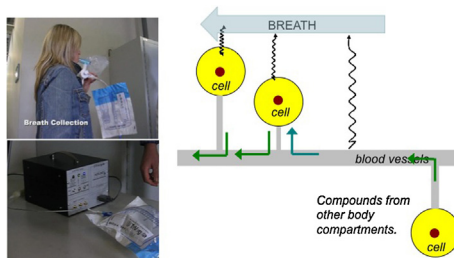 Breath Collection
BREATH
cell
cell
blood vessels
Compounds from
other body
compartments.
cell